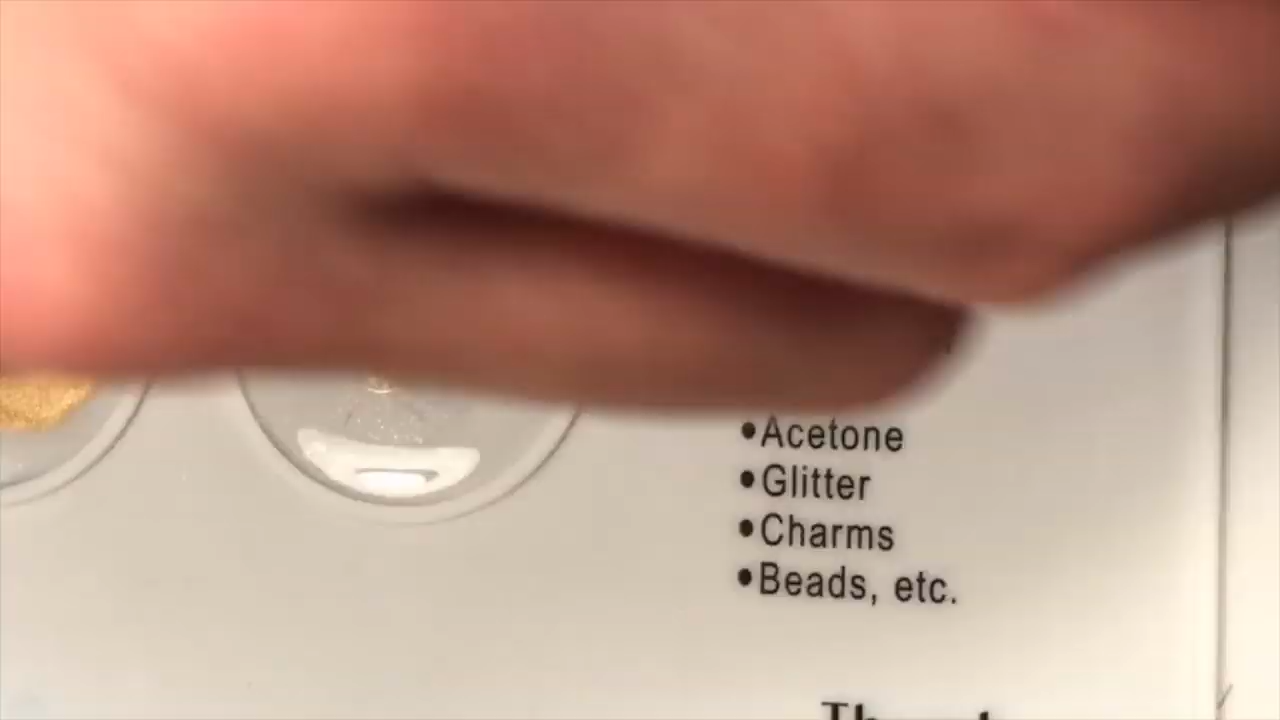 •Acetone
•Glitter
•Charms
•Beads, etc.